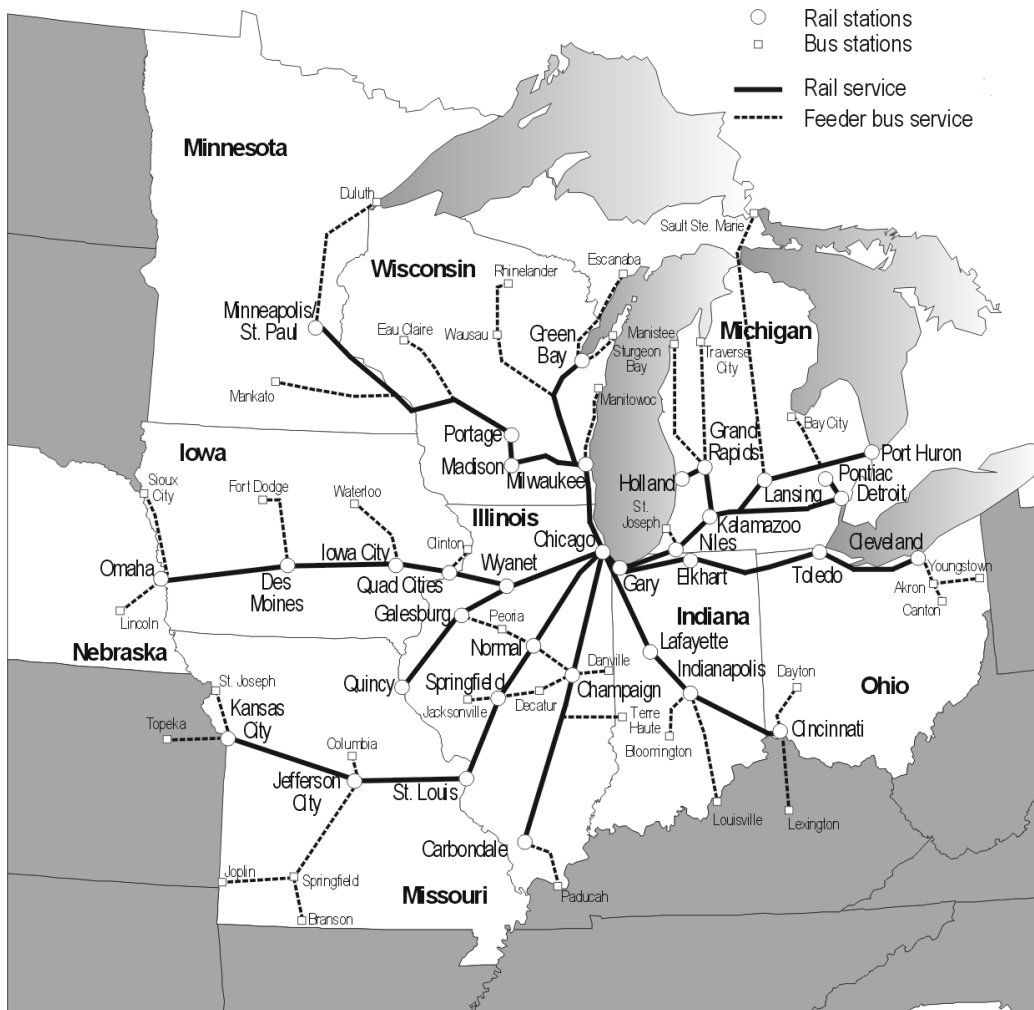 Rail stations
Bus stations
Rail service
Feeder bus service
Minnesota
Duluth
Sault Ste. Marie
Wisconsin
Escanaba
Rhinelander
Minneapolis/
St. Paul
Eau Claire
Wausau
Green
Bay
Manistee
Sturgeon
Bay
Michigan
Traverse
City
Mankato
Manitowoc
Bay City
Portage
Madison
Milwaukee
Grand
Rapids
Holland
Port Huron
Pontiac
Lansing
Detroit
Iowa
Sioux
City
Fort Dodge
Waterloo
Illinois
Clinton
Chicago
St.
Joseph
Kalamazoo
Niles
Cleveland
Omaha
Iowa City
Des
Moines
Quad Cities
Wyanet
Gary
Elkhart
Toledo
Youngstown
Akron
Canton
Lincoln
Galesburg
Peoria
Indiana
Nebraska
Normal
Lafayette
Danville
Indianapolis
Dayton
Ohio
Quincy
Springfield
Jacksonville
Decatur
Champaign
St. Joseph
Kansas
City
Topeka
Terre
Haute
Bloomington
Cincinnati
Columbia
Jefferson
City
St. Louis
Louisville
Lexington
Carbondale
Joplin
Springfield
Missouri
Paducah
Branson